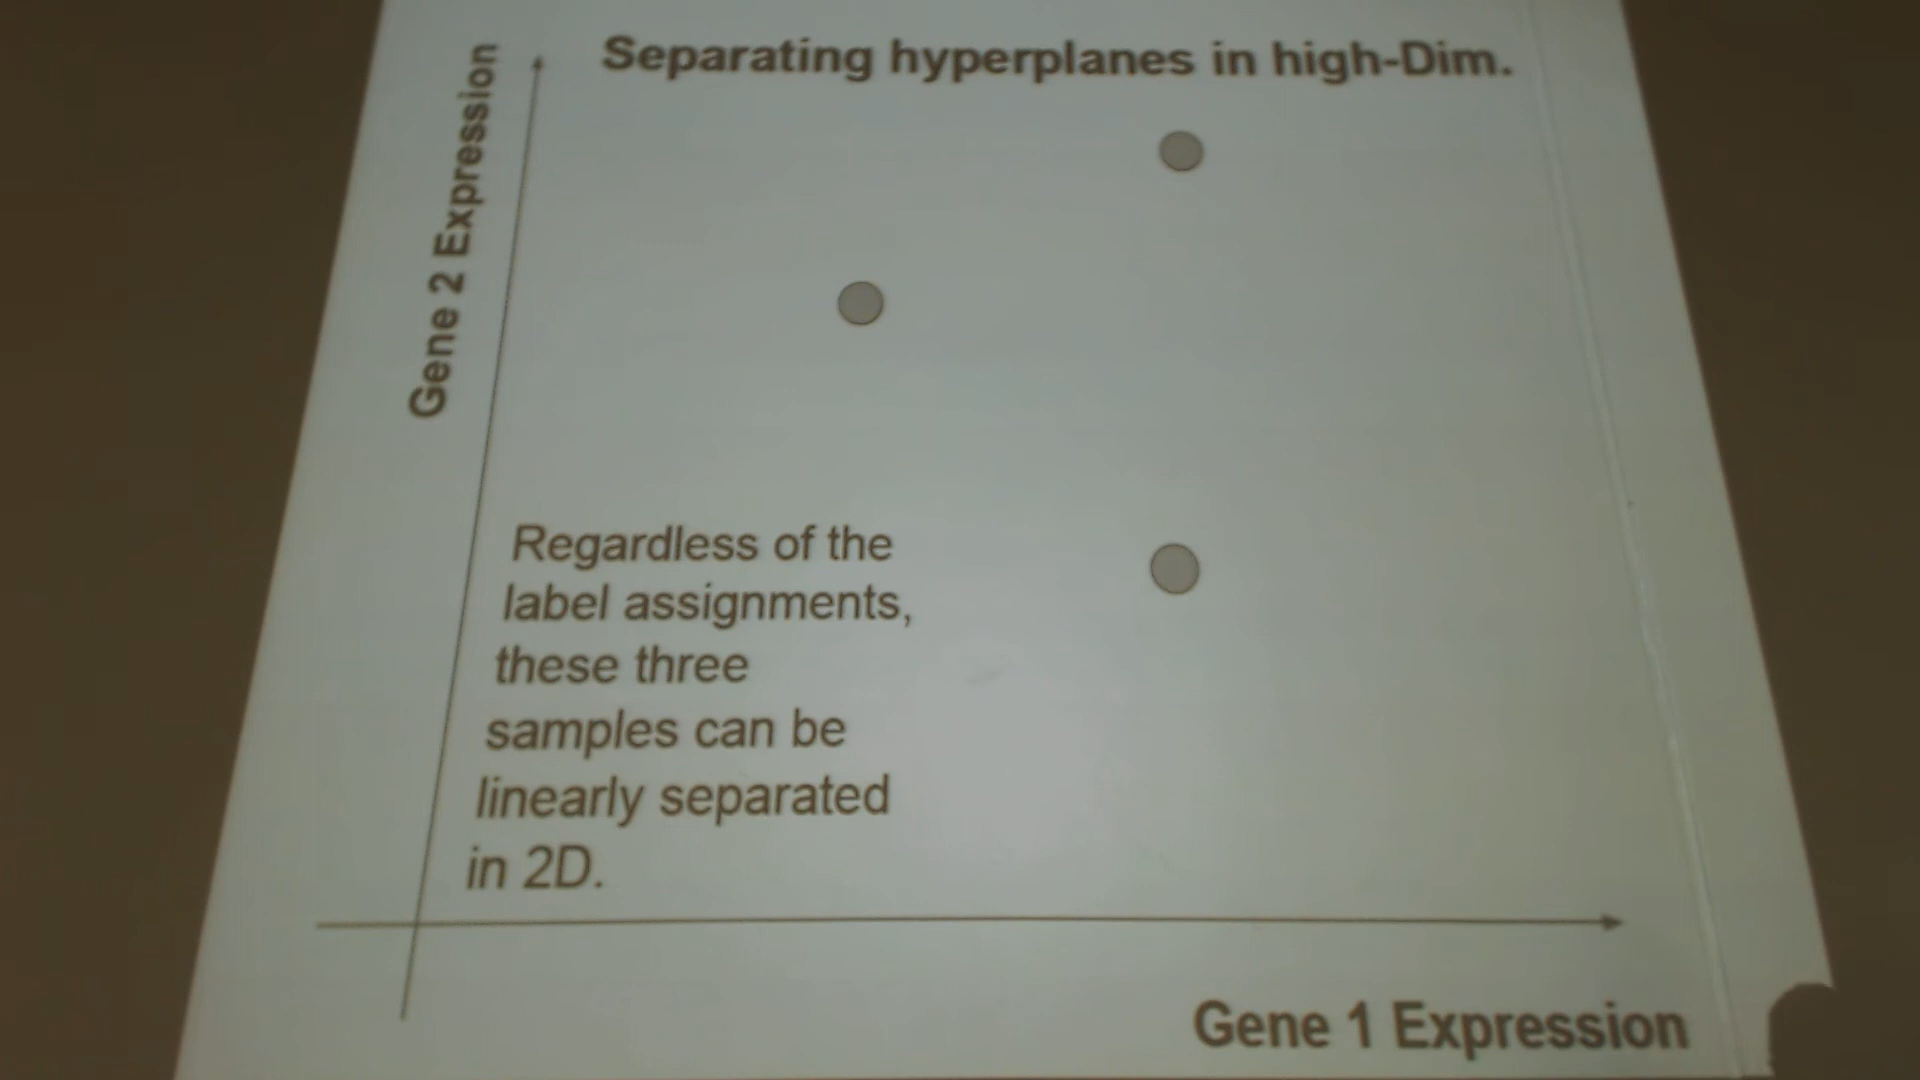 Separating hyperplanes in high-Dim.
Gene 2 Expression
Regardless of the
label assignments,
these three
samples can be
linearly separated
in 2D.
Gene 1 Expression